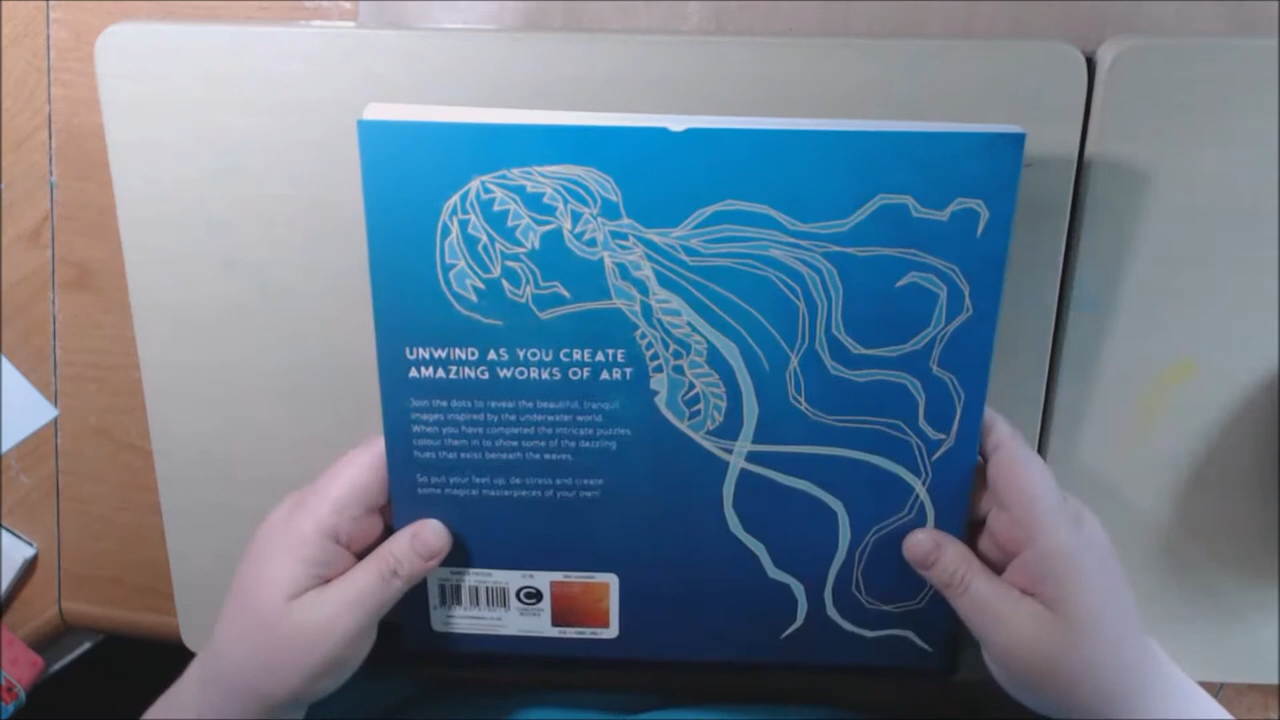 UNWIND AS YOU CREATE
AMAZING WORKS OF ART
Join the dots to reveal the beautiful, tranquil
images inspired by the underwater world.
When you have completed the intricate puzzles
colour them in to show some of the dazzling
hues that exist beneath the waves.
So put your feet up, de-stress and create
some magical masterpieces of your own!
C